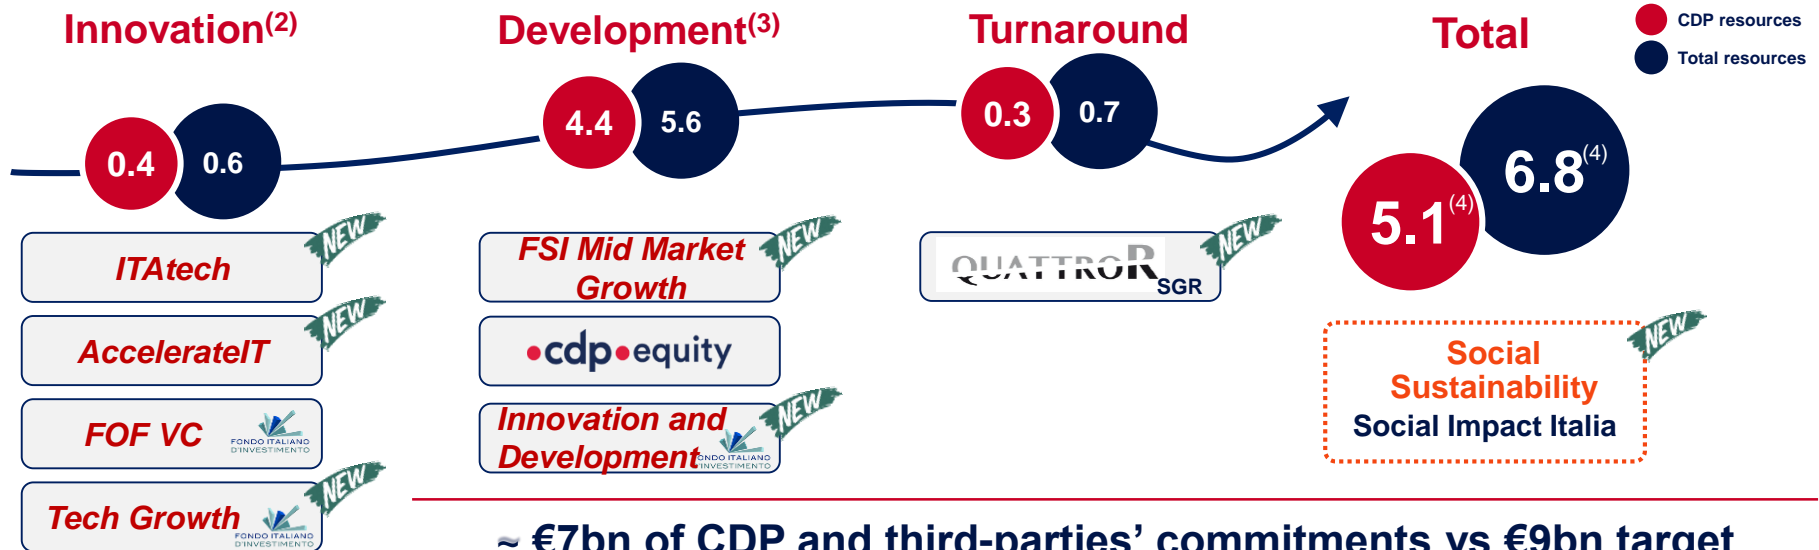 Innovation(2)
Development(3)
Turnaround
Total
CDP resources
Total resources
0.4
0.6
4.4
5.6
0.3
0.7
5.1(4)
6.8(4)
ITAtech
NEW
AccelerateIT
NEW
FOF VC
FONDO ITALIANO
D'INVESTIMENTO
Tech Growth
FONDO ITALIANO
D'INVESTIMENTO
NEW
FSI Mid Market
Growth
NEW
cdp equity
Innovation and
Development
ONDO ITALIANO
INVESTIMENTO
NEW
QUATTROR
SGR
NEW
Social
Sustainability
Social Impact Italia
NEW
~ €7bn of CDP and third-parties' commitments vs €9bn target